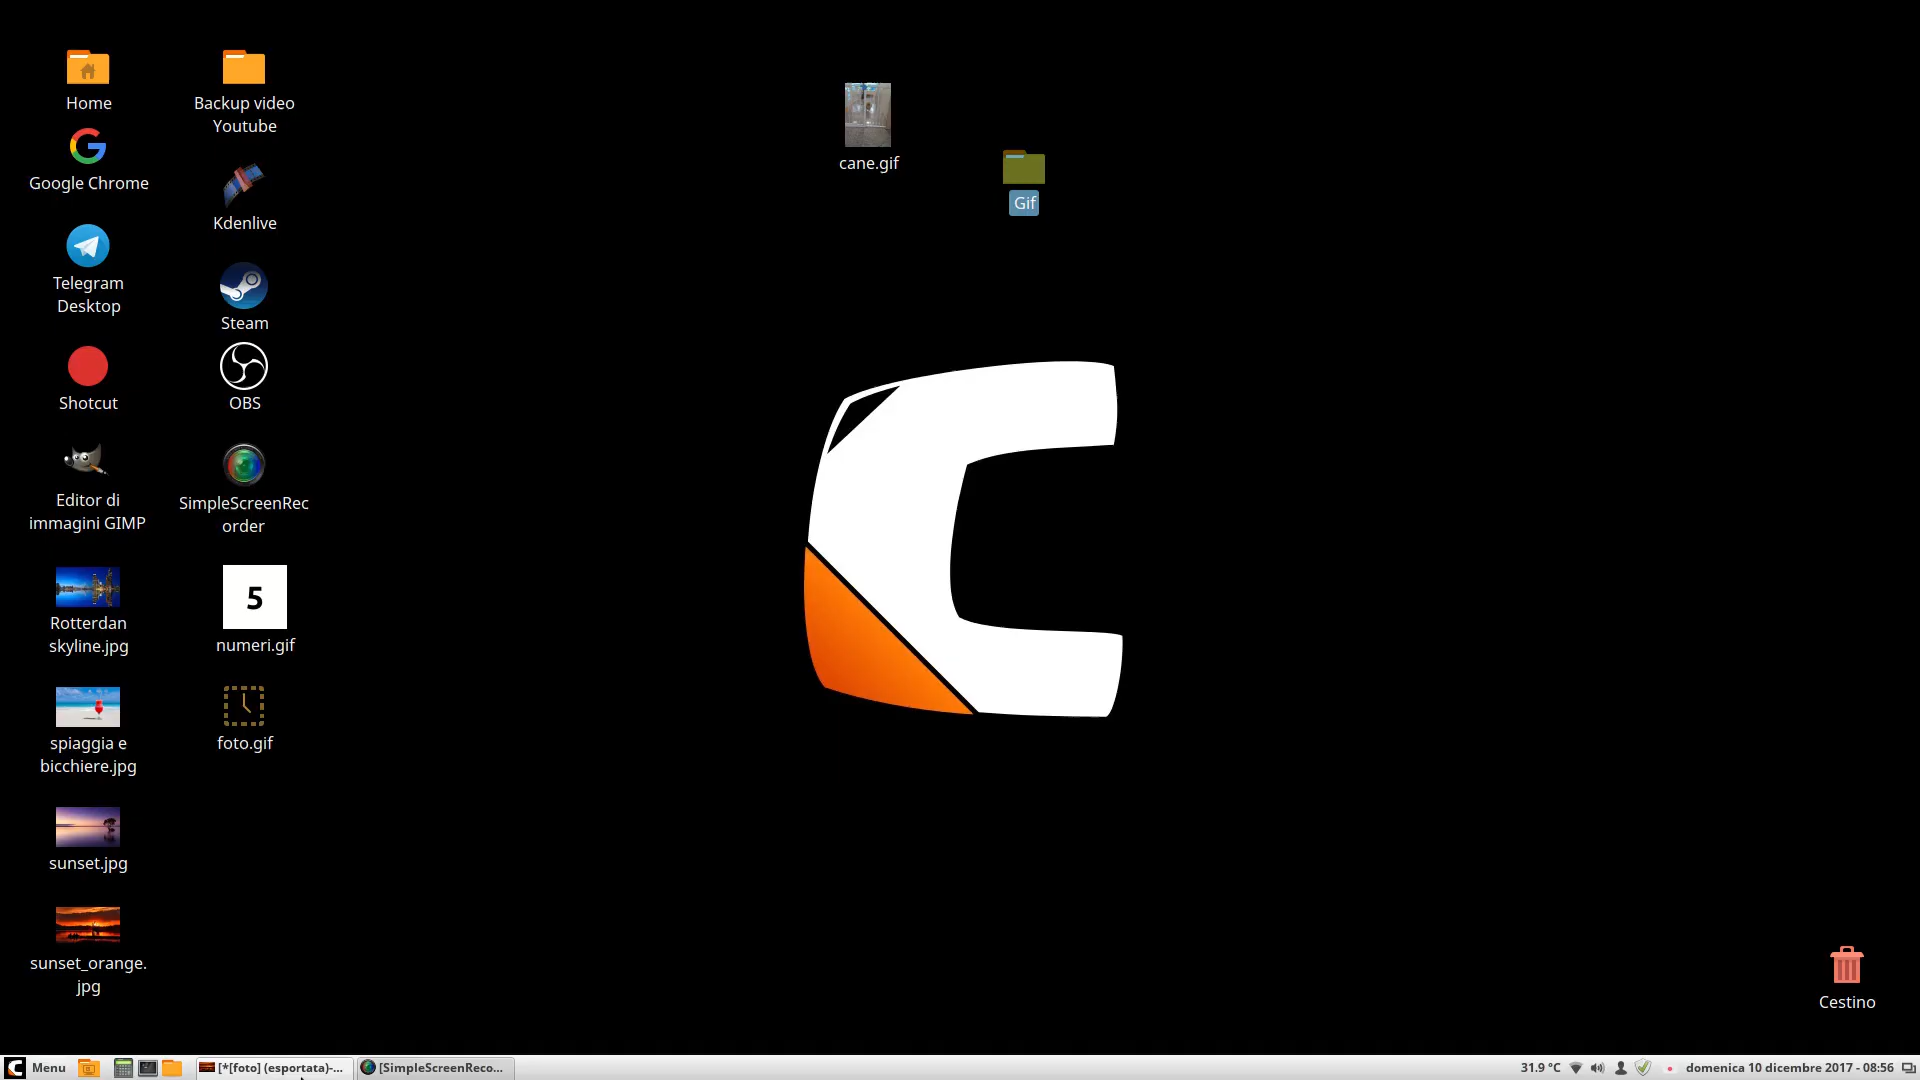 Home
Google Chrome
Telegram
Desktop
Shotcut
Editor di
immagini GIMP
Rotterdan
skyline.jpg
spiaggia e
bicchiere.jpg
sunset.jpg
sunset_orange.
jpg
Backup video
Youtube
Kdenlive
Steam
OBS
SimpleScreenRec
order
5
numeri.gif
foto.gif
cane.gif
Gif
Cestino
Menu
[*[foto] (esportata)-...
[SimpleScreenReco...
31.9 °C
domenica 10 dicembre 2017 - 08:56